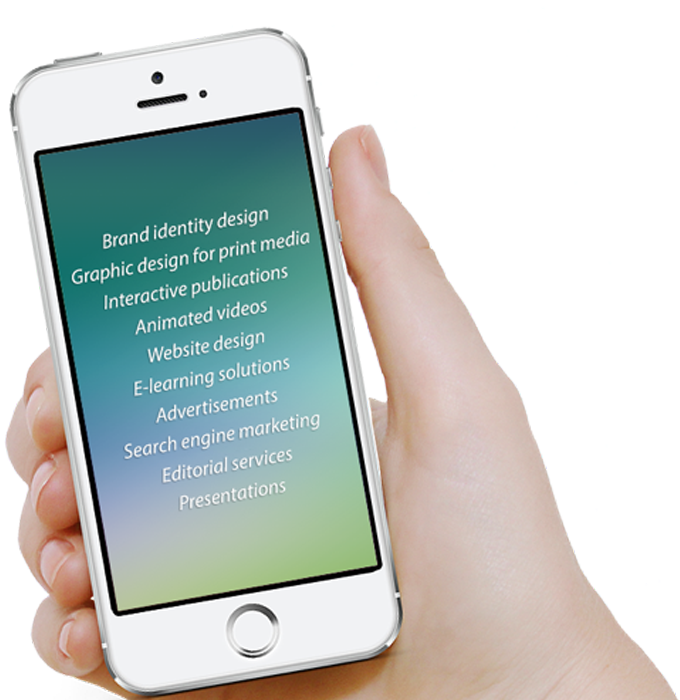 Brand identity design
Graphic design for print media
Interactive publications
Animated videos
Website design
E-learning solutions
Advertisements
Search engine marketing
Editorial services
Presentations